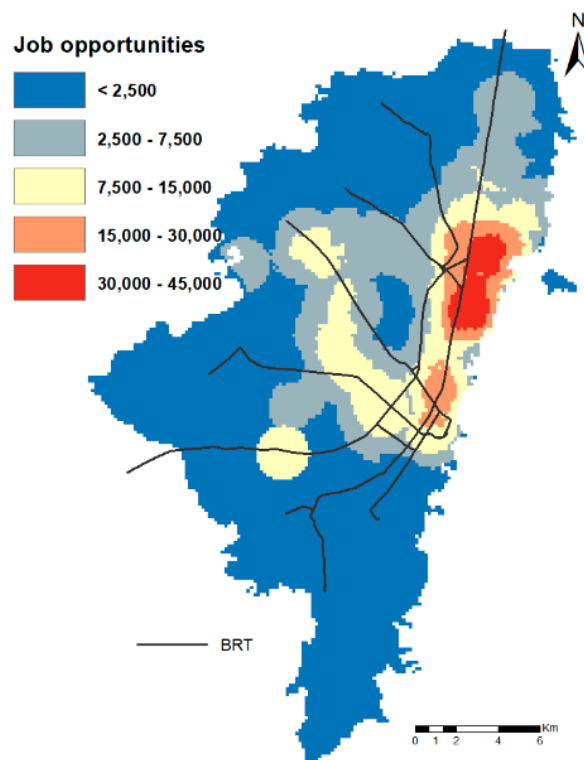 Job opportunities
N
< 2,500
2,500 - 7,500
7,500 - 15,000
15,000 - 30,000
30,000 - 45,000
BRT
Km
0 1 2 4 6